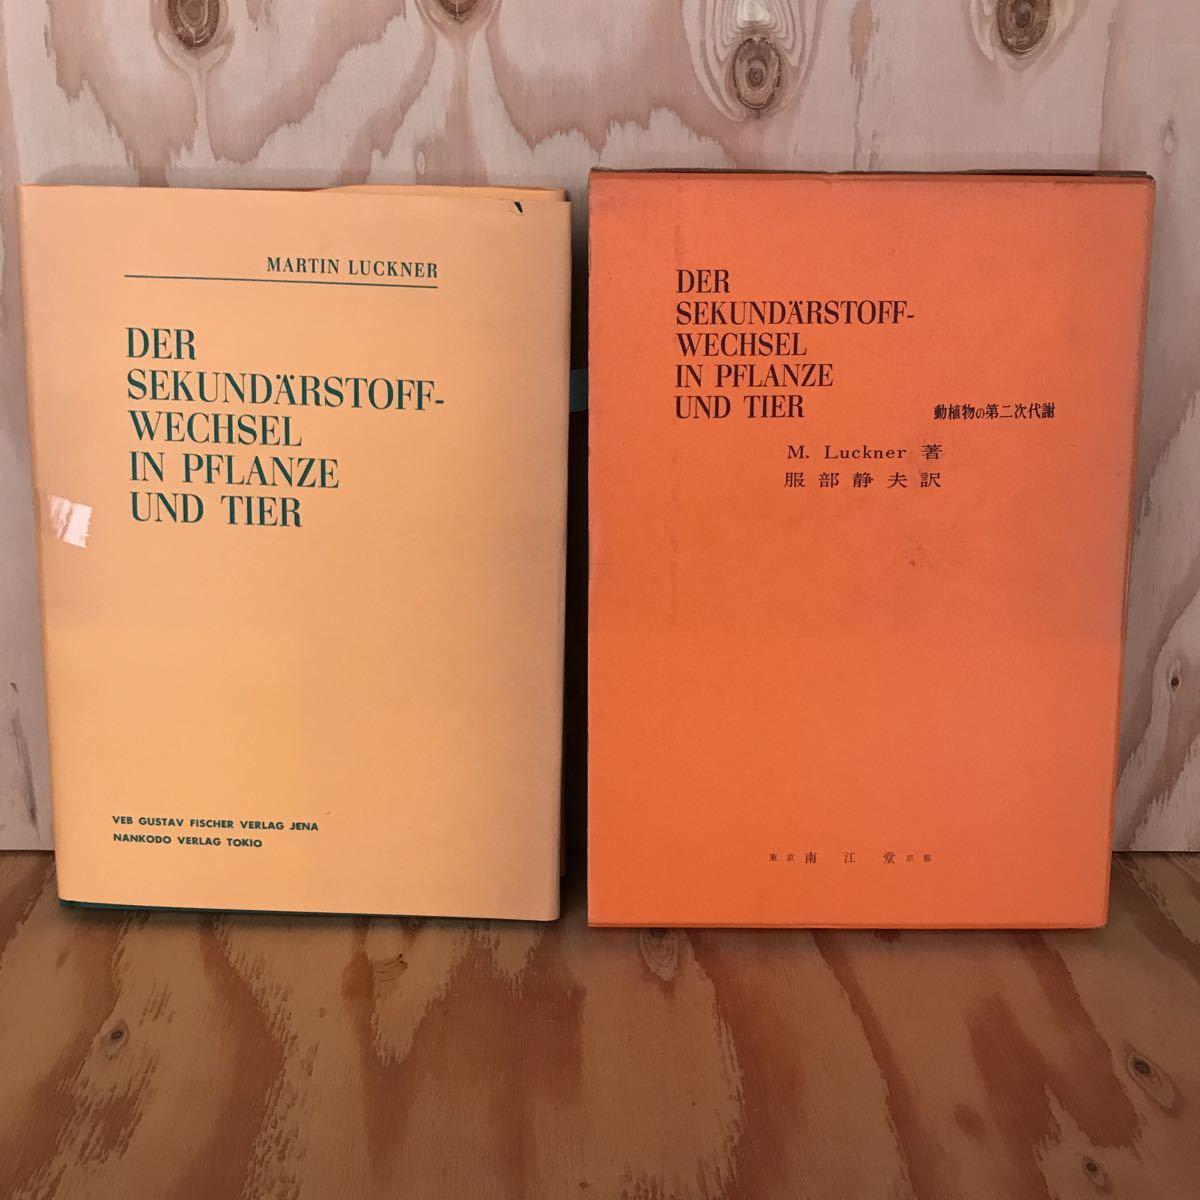 MARTIN LUCKNER
DER
SEKUNDÄRSTOFF-
WECHSEL
IN PFLANZE
UND TIER
VEB GUSTAV FISCHER VERLAG JENA
NANKODO VERLAG TOKIO
DER
SEKUNDÄRSTOFF-
WECHSEL
IN PFLANZE
UND TIER
動植物の第二次代謝
M. Luckner 著
服部静夫訳
東京 南江堂 京都